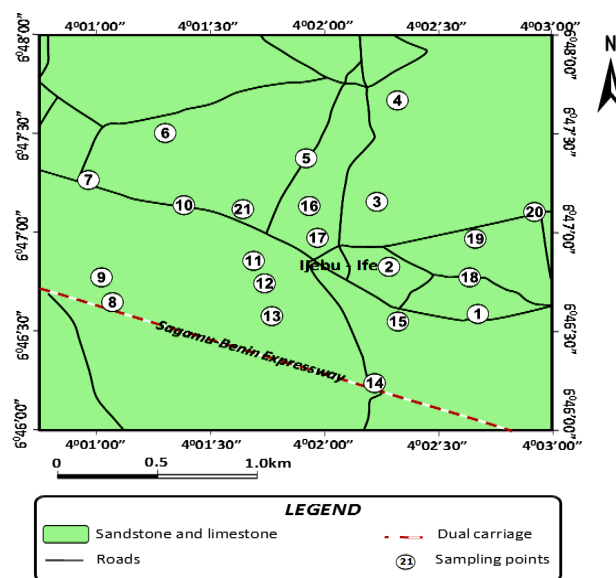 4⁰01’00” 4⁰01’30” 4⁰02’00” 4⁰02’30” 4⁰03’00”
6⁰48’00” 6⁰48’00”
N
4
6⁰47’30” 6 6⁰47’30”
5
7
10 21 16 3 20
6⁰47’00” 17 19 6⁰47’00”
11 Ijebu - Ife 2
9 12 18
8 13 15 1
6⁰46’30” Sagamu-Benin Expressway 6⁰46’30”
14
6⁰46’00” 6⁰46’00”
4⁰01’00” 4⁰01’30” 4⁰02’00” 4⁰02’30” 4⁰03’00”
0 0.5 1.0km
LEGEND
Sandstone and limestone Dual carriage
Roads 21 Sampling points